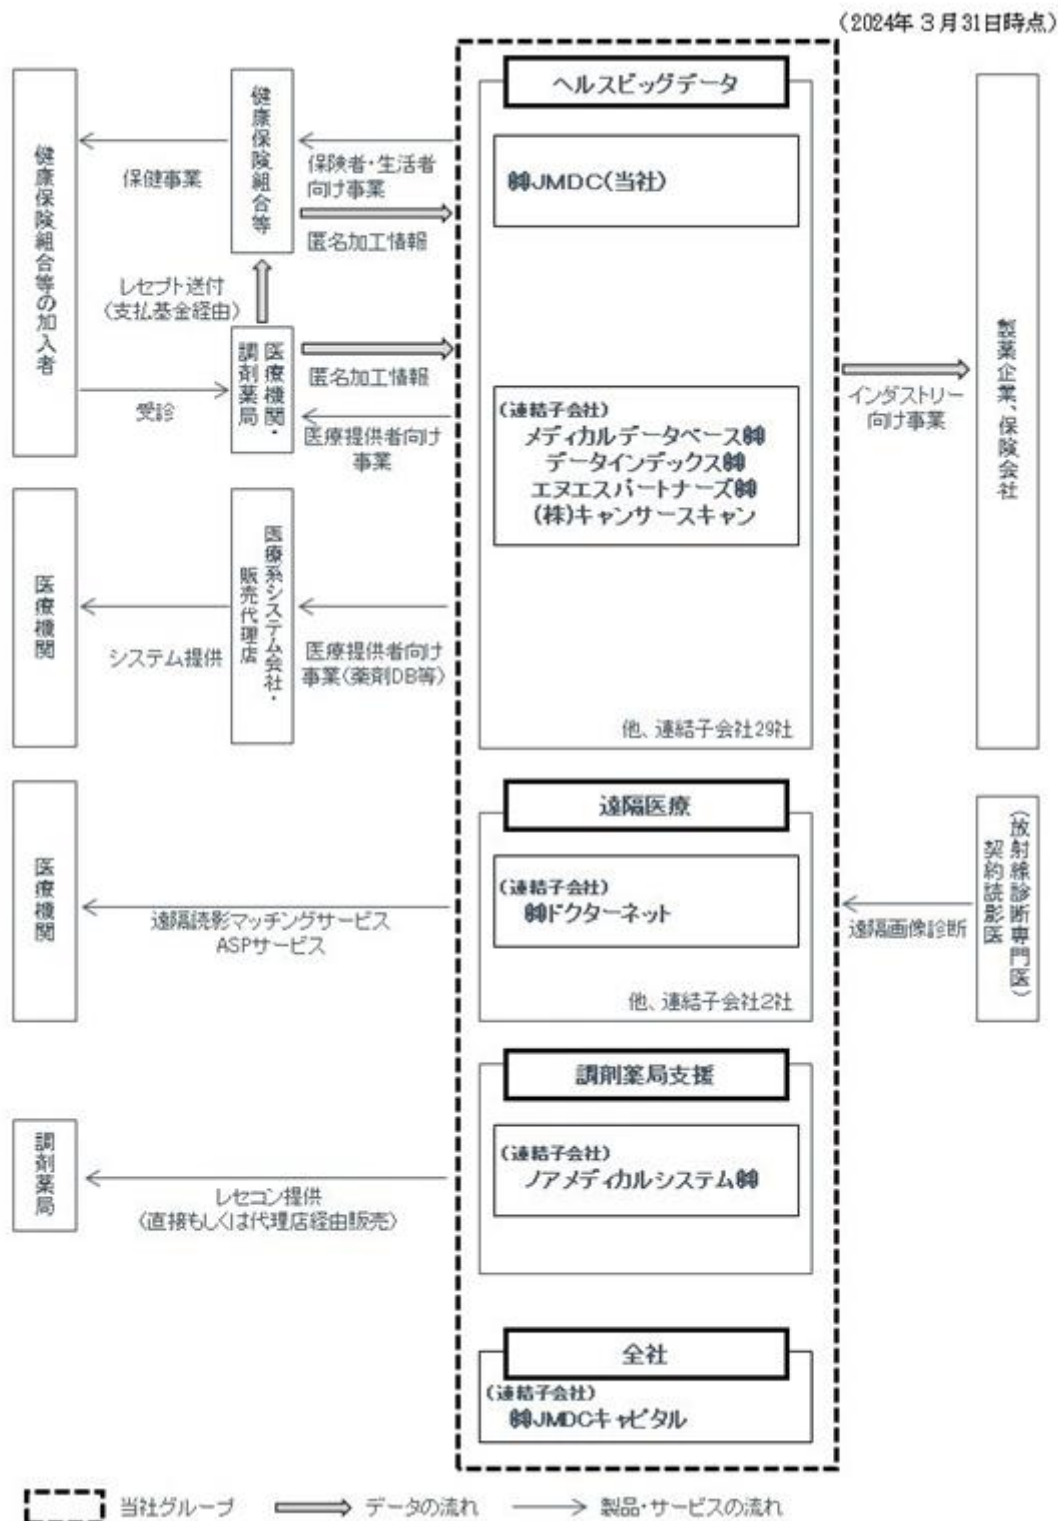 （2024年３月31日時点）
ヘルスビッグデータ
㈱JMDC(当社)
(連結子会社)
メディカルデータベース㈱
データインデックス㈱
エヌエスパートナーズ㈱
(株)キャンサースキャン
他、連結子会社29社
健康保険組合等の加入者
保健事業
健康保険組合等
保険者・生活者
向け事業
匿名加工情報
レセプト送付
(支払基金経由)
受診
医療機関・
調剤薬局
匿名加工情報
医療提供者向け
事業
インダストリー
向け事業
製薬企業、保険会社
医療機関
システム提供
医療系システム会社・
販売代理店
医療提供者向け
事業(薬剤DB等)
遠隔医療
(連結子会社)
㈱ドクターネット
他、連結子会社2社
医療機関
遠隔読影マッチングサービス
ASPサービス
遠隔画像診断
(放射線診断専門医)
契約読影医
調剤薬局支援
(連結子会社)
ノアメディカルシステム㈱
調剤薬局
レセコン提供
(直接もしくは代理店経由販売)
全社
(連結子会社)
㈱JMDCキャピタル
当社グループ
データの流れ
製品・サービスの流れ